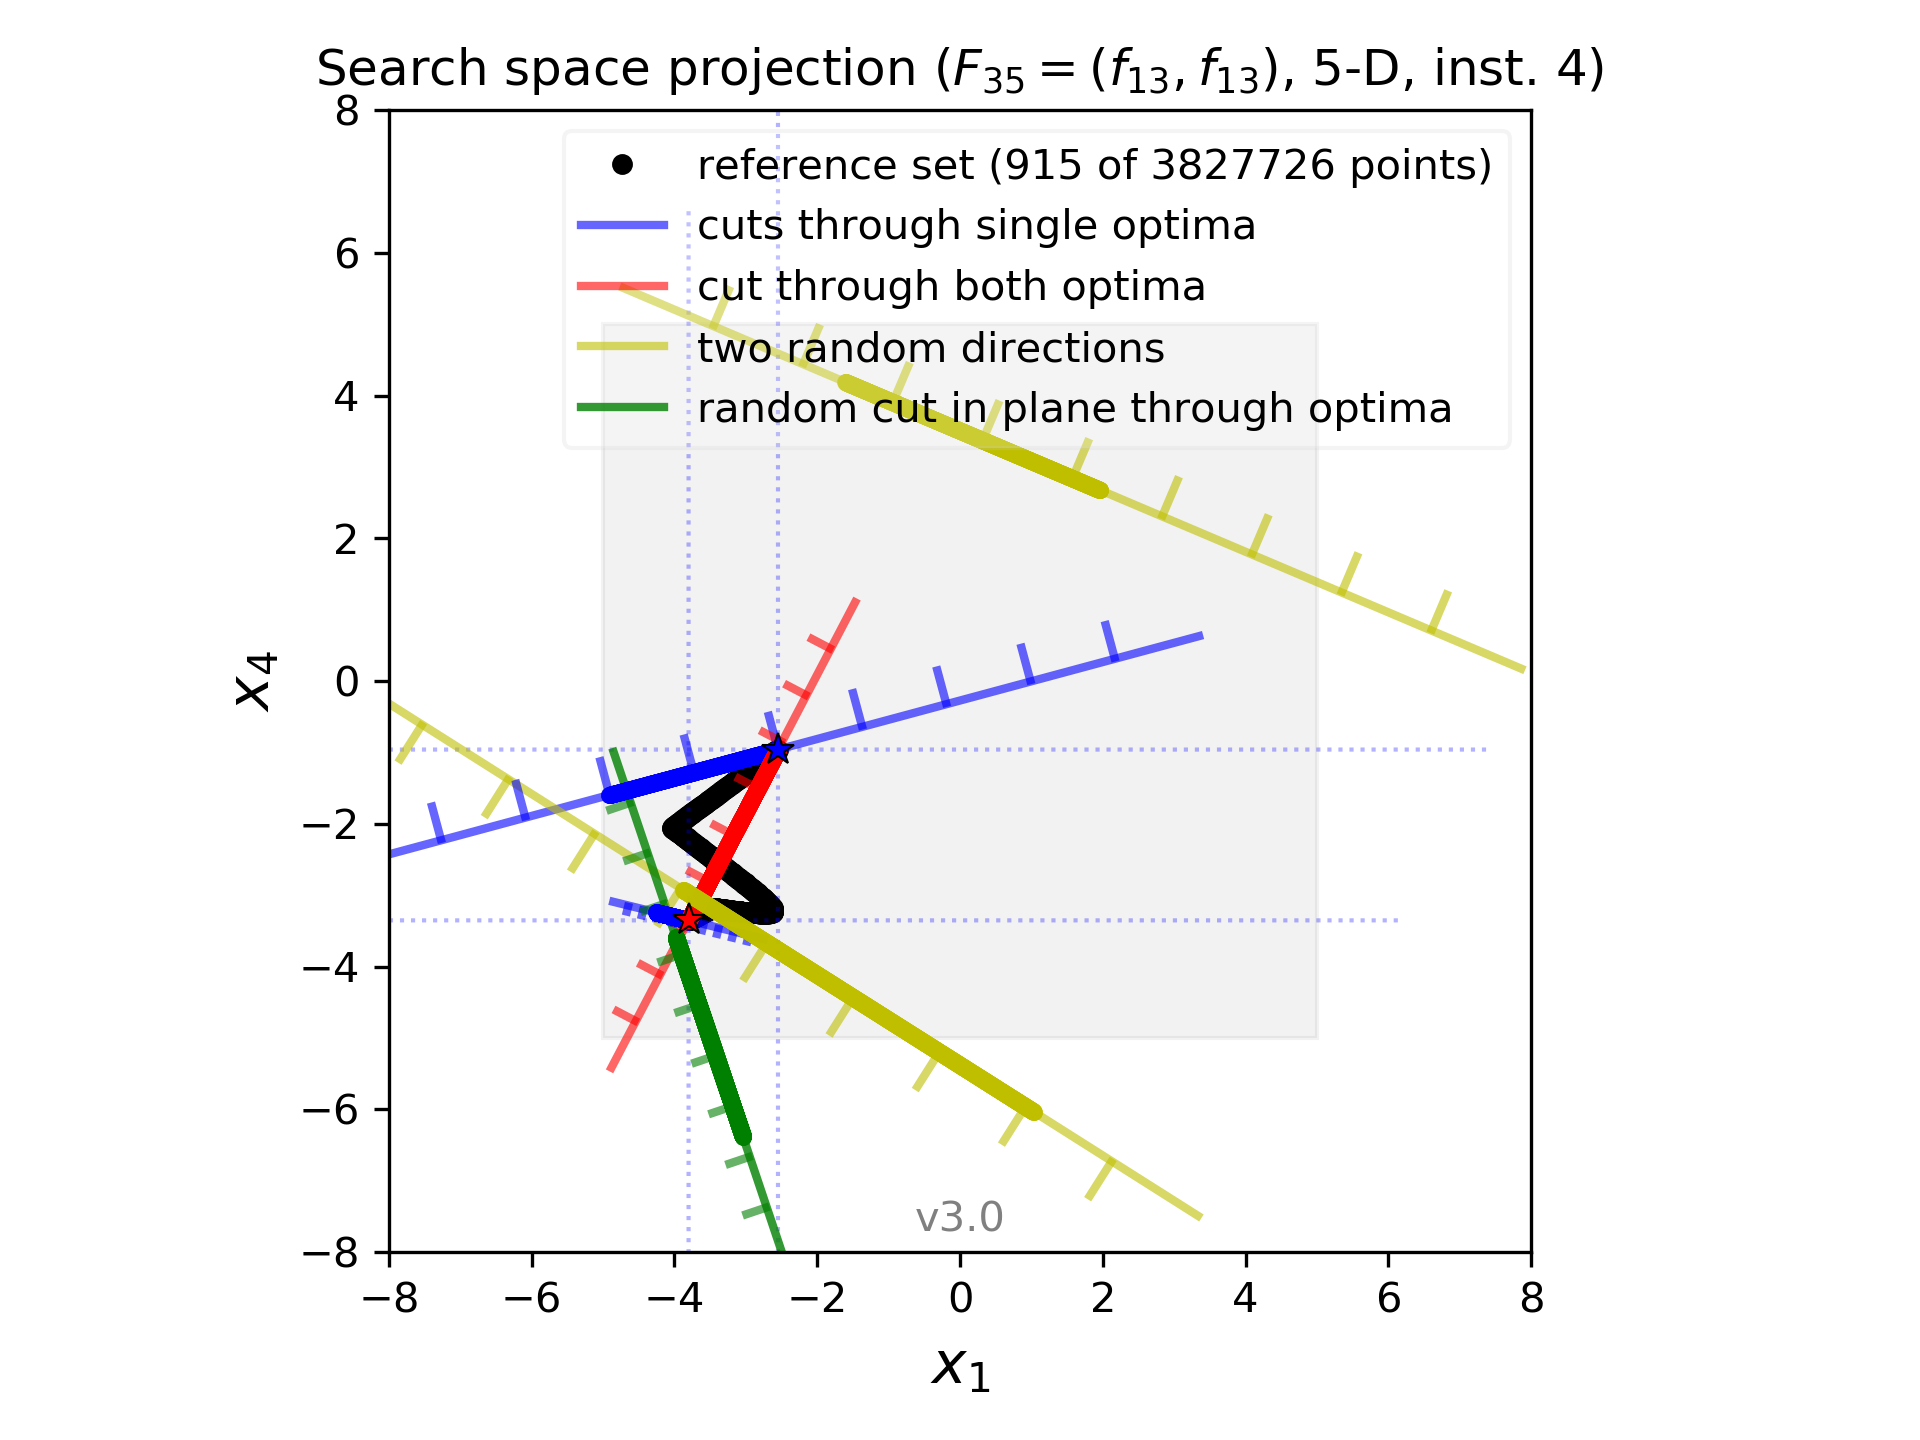 Search space projection (F₃₅ = (f₁₃, f₁₃), 5-D, inst. 4)
reference set (915 of 3827726 points)
cuts through single optima
cut through both optima
two random directions
random cut in plane through optima
8
6
4
2
0
−2
−4
−6
−8
x₄
v3.0
−8 −6 −4 −2 0 2 4 6 8
x₁